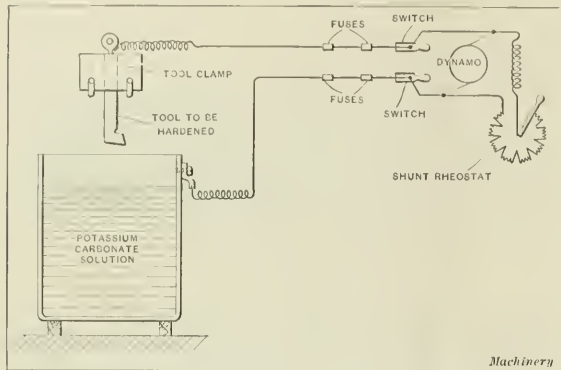 FUSES
SWITCH
TOOL CLAMP
DYNAMO
FUSES
SWITCH
TOOL TO BE
HARDENED
SHUNT RHEOSTAT
POTASSIUM
CARBONATE
SOLUTION
Machinery